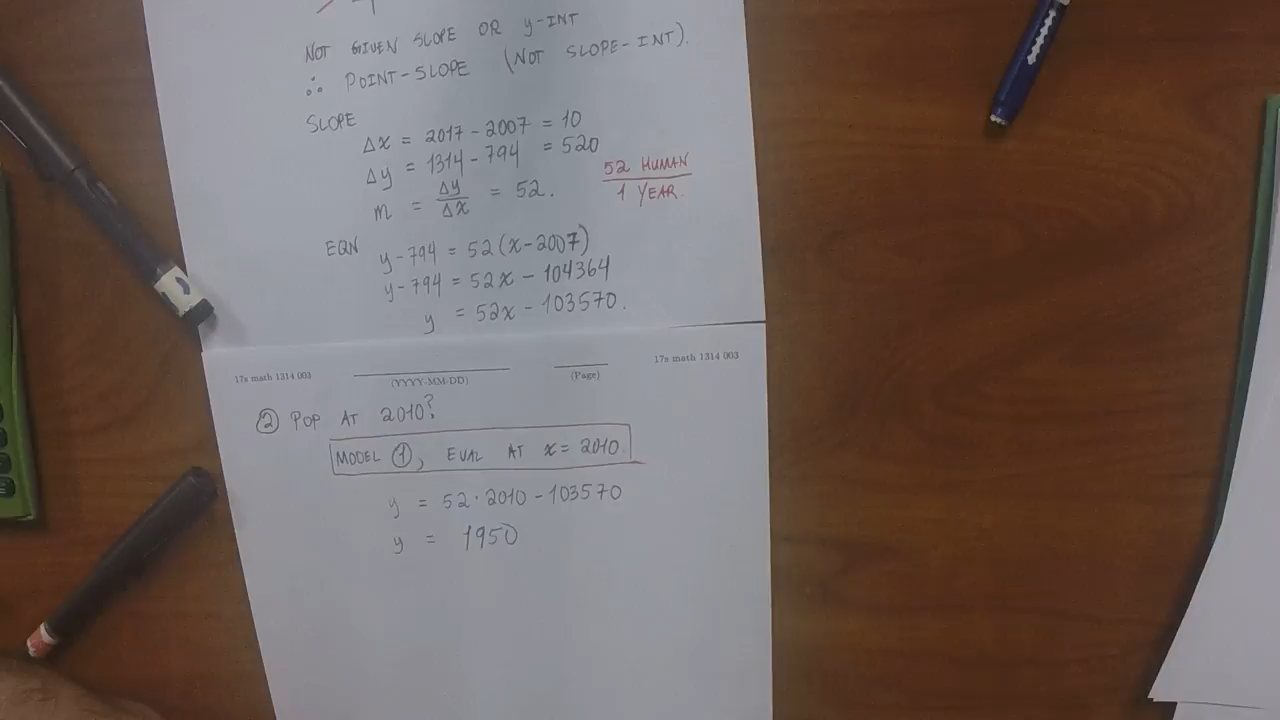 NOT GIVEN SLOPE OR y-INT
∴ POINT-SLOPE (NOT SLOPE-INT).
SLOPE
Δx = 2017 - 2007 = 10
Δy = 1314 - 794 = 520
m = Δy/Δx = 52.
52 HUMAN
1 YEAR.
EQN
y - 794 = 52(x - 2007)
y - 794 = 52x - 104364
y = 52x - 103570.
17s math 1314 003
(YYYY-MM-DD)
(Page)
17s math 1314 003
② POP AT 2010?
MODEL ①, EVAL AT x = 2010
y = 52·2010 - 103570
y = 1950